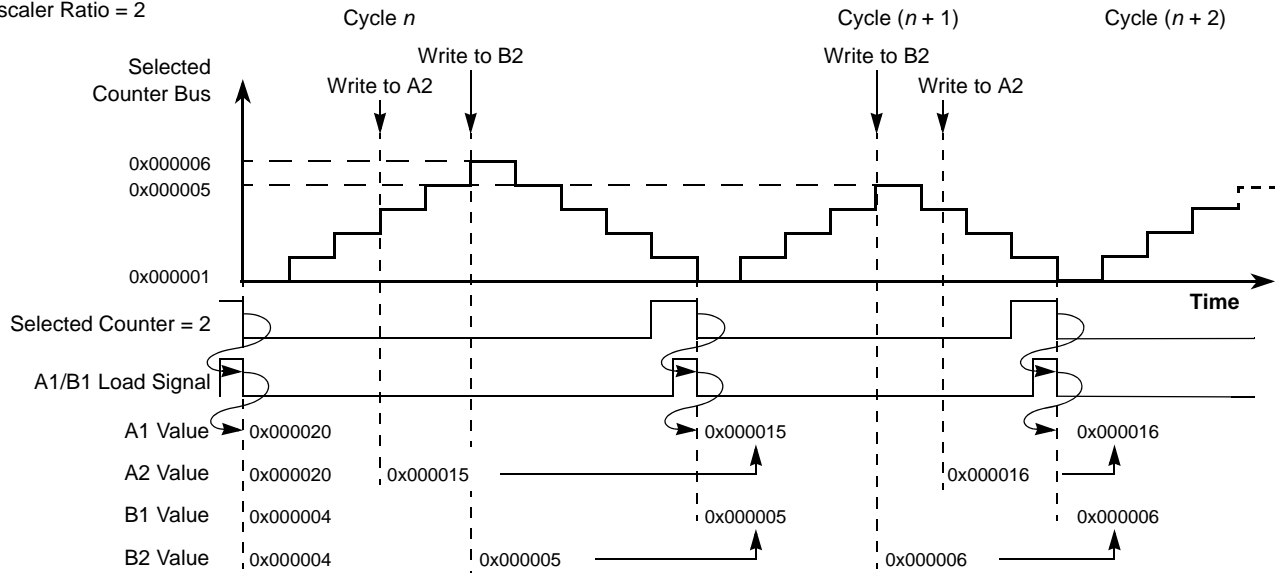 scaler Ratio = 2
Cycle n
Cycle (n + 1)
Cycle (n + 2)
Write to B2
Write to B2
Selected
Counter Bus
Write to A2
Write to A2
0x000006
0x000005
0x000001
Time
Selected Counter = 2
A1/B1 Load Signal
A1 Value 0x000020 0x000015 0x000016
A2 Value 0x000020 0x000015 0x000016
B1 Value 0x000004 0x000005 0x000006
B2 Value 0x000004 0x000005 0x000006